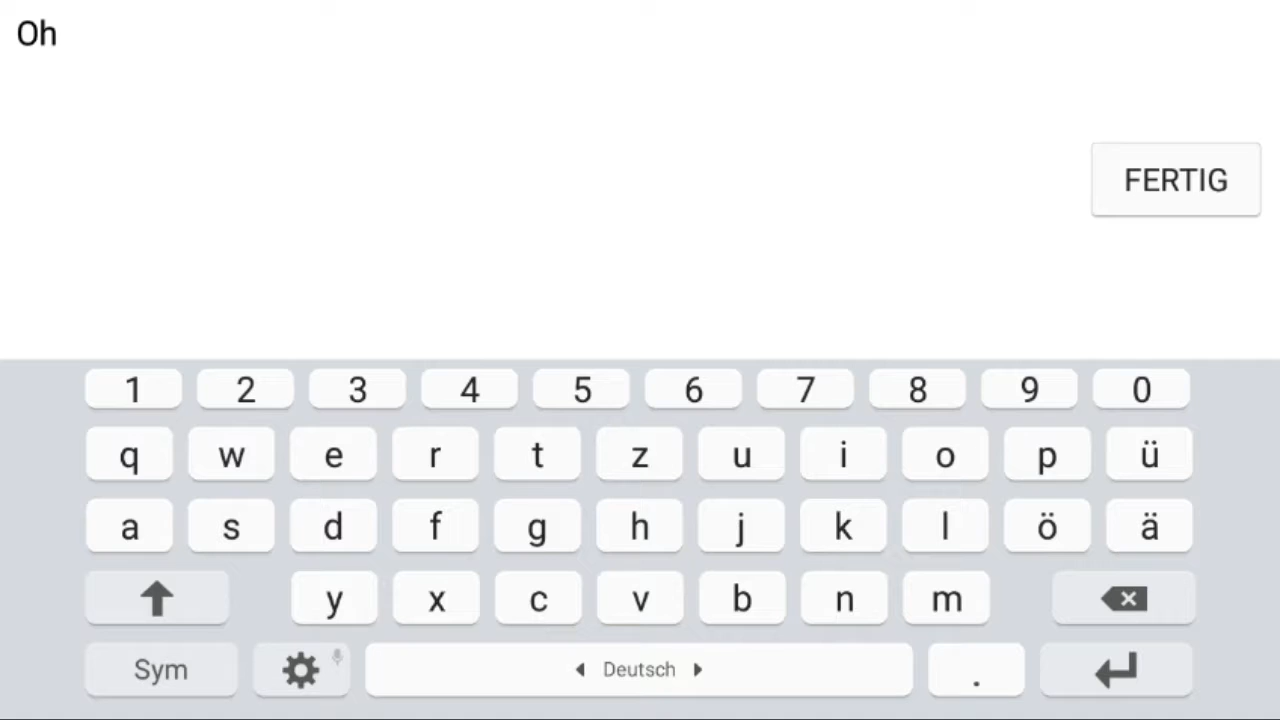 Oh
FERTIG
1 2 3 4 5 6 7 8 9 0
q w e r t z u i o p ü
a s d f g h j k l ö ä
y x c v b n m
Sym Deutsch .